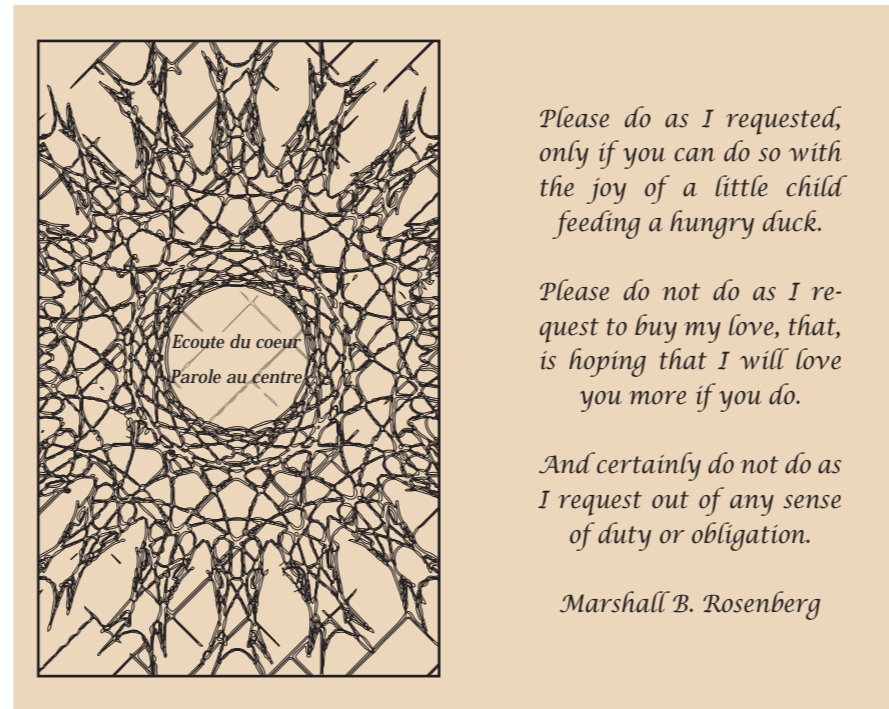 Ecoute du coeur
Parole au centre
Please do as I requested,
only if you can do so with
the joy of a little child
feeding a hungry duck.
Please do not do as I re-
quest to buy my love, that,
is hoping that I will love
you more if you do.
And certainly do not do as
I request out of any sense
of duty or obligation.
Marshall B. Rosenberg